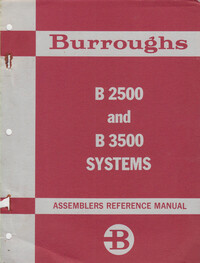 Burroughs
B 2500
and
B 3500
SYSTEMS
ASSEMBLERS REFERENCE MANUAL
B